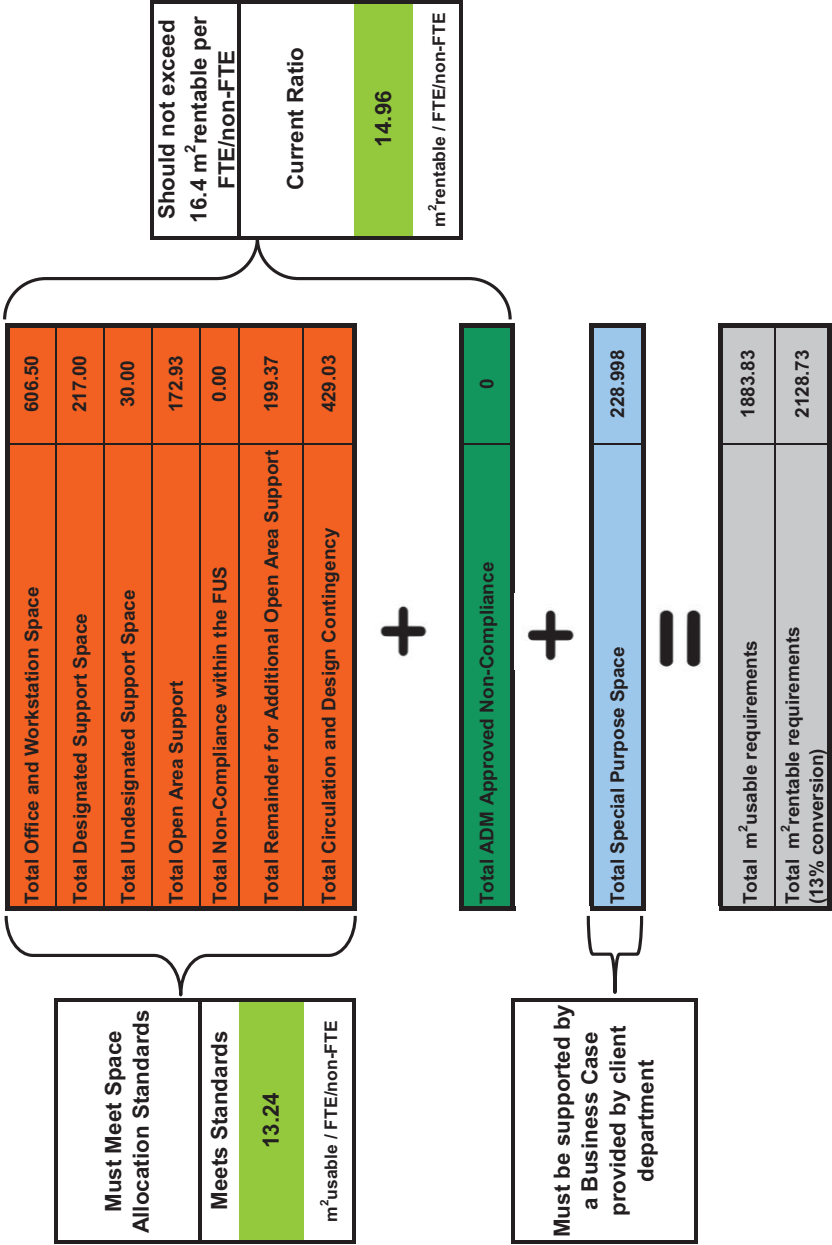 Must Meet Space
Allocation Standards
Meets Standards
13.24
m²usable / FTE/non-FTE
Total Office and Workstation Space 606.50
Total Designated Support Space 217.00
Total Undesignated Support Space 30.00
Total Open Area Support 172.93
Total Non-Compliance within the FUS 0.00
Total Remainder for Additional Open Area Support 199.37
Total Circulation and Design Contingency 429.03
Should not exceed
16.4 m²rentable per
FTE/non-FTE
Current Ratio
14.96
m²rentable / FTE/non-FTE
+
Total ADM Approved Non-Compliance 0
+
Must be supported by
a Business Case
provided by client
department
Total Special Purpose Space 228.998
=
Total m²usable requirements 1883.83
Total m²rentable requirements 2128.73
(13% conversion)